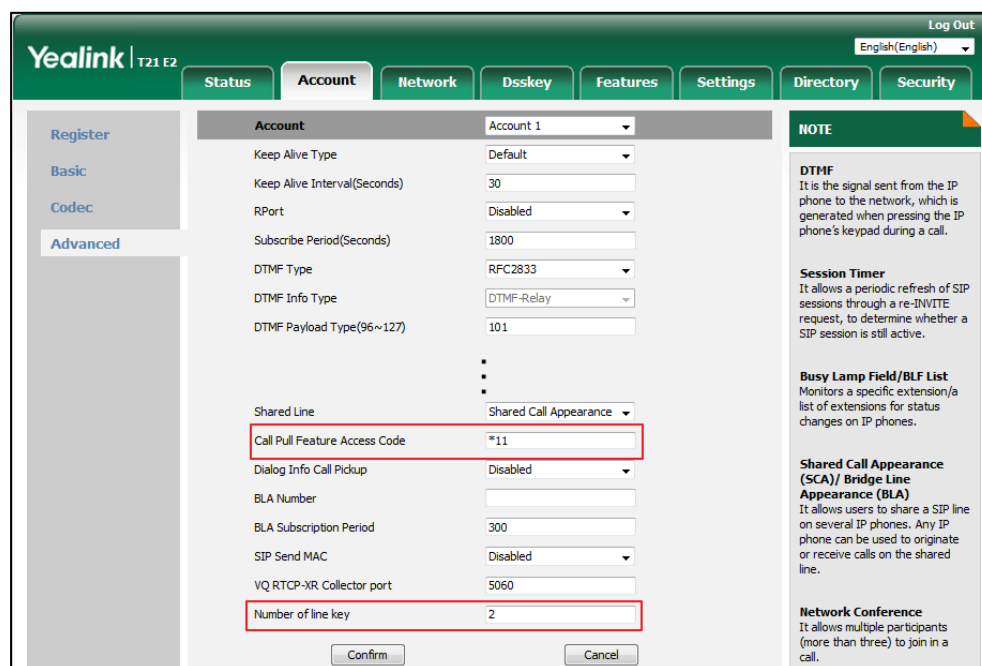 Log Out
Yealink T21 E2
English(English)
Status
Account
Network
Dsskey
Features
Settings
Directory
Security
Register
Basic
Codec
Advanced
Account Account 1
Keep Alive Type Default
Keep Alive Interval(Seconds) 30
RPort Disabled
Subscribe Period(Seconds) 1800
DTMF Type RFC2833
DTMF Info Type DTMF-Relay
DTMF Payload Type(96~127) 101
Shared Line Shared Call Appearance
Call Pull Feature Access Code *11
Dialog Info Call Pickup Disabled
BLA Number
BLA Subscription Period 300
SIP Send MAC Disabled
VQ RTCP-XR Collector port 5060
Number of line key 2
Confirm Cancel
NOTE
DTMF
It is the signal sent from the IP
phone to the network, which is
generated when pressing the IP
phone's keypad during a call.
Session Timer
It allows a periodic refresh of SIP
sessions through a re-INVITE
request, to determine whether a
SIP session is still active.
Busy Lamp Field/BLF List
Monitors a specific extension/a
list of extensions for status
changes on IP phones.
Shared Call Appearance
(SCA)/ Bridge Line
Appearance (BLA)
It allows users to share a SIP line
on several IP phones. Any IP
phone can be used to originate
or receive calls on the shared
line.
Network Conference
It allows multiple participants
(more than three) to join in a
call.